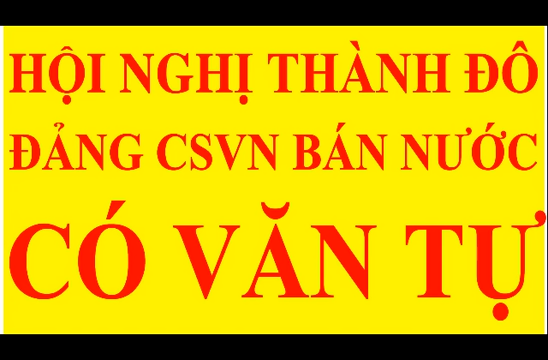 HỘI NGHỊ THÀNH ĐÔ
ĐẢNG CSVN BÁN NƯỚC
CÓ VĂN TỰ